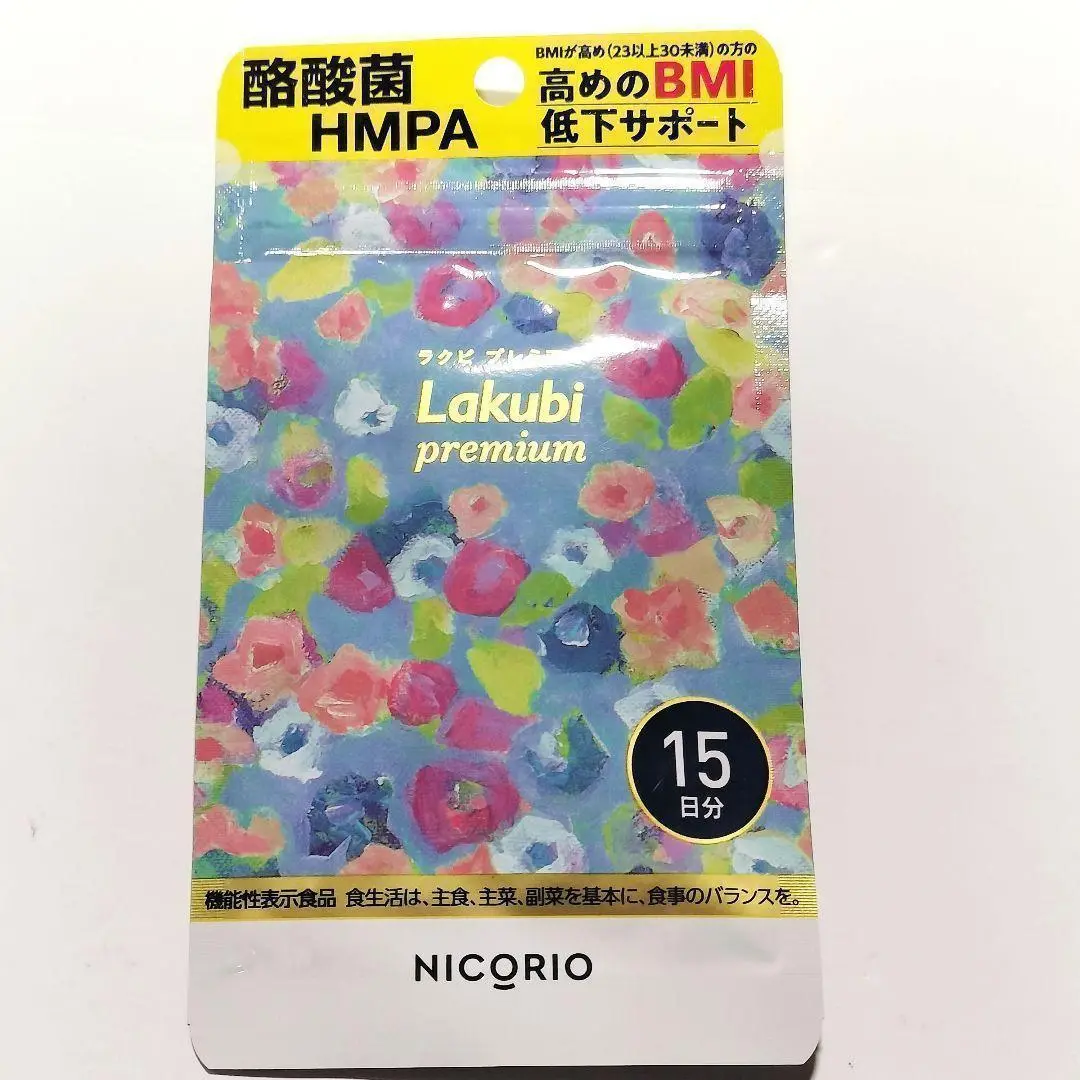 酪酸菌
HMPA
BMIが高め(23以上30未満)の方の
高めのBMI
低下サポート
ラクビ
Lakubi
premium
15
日分
機能性表示食品 食生活は、主食、主菜、副菜を基本に、食事のバランスを。
NICORIO